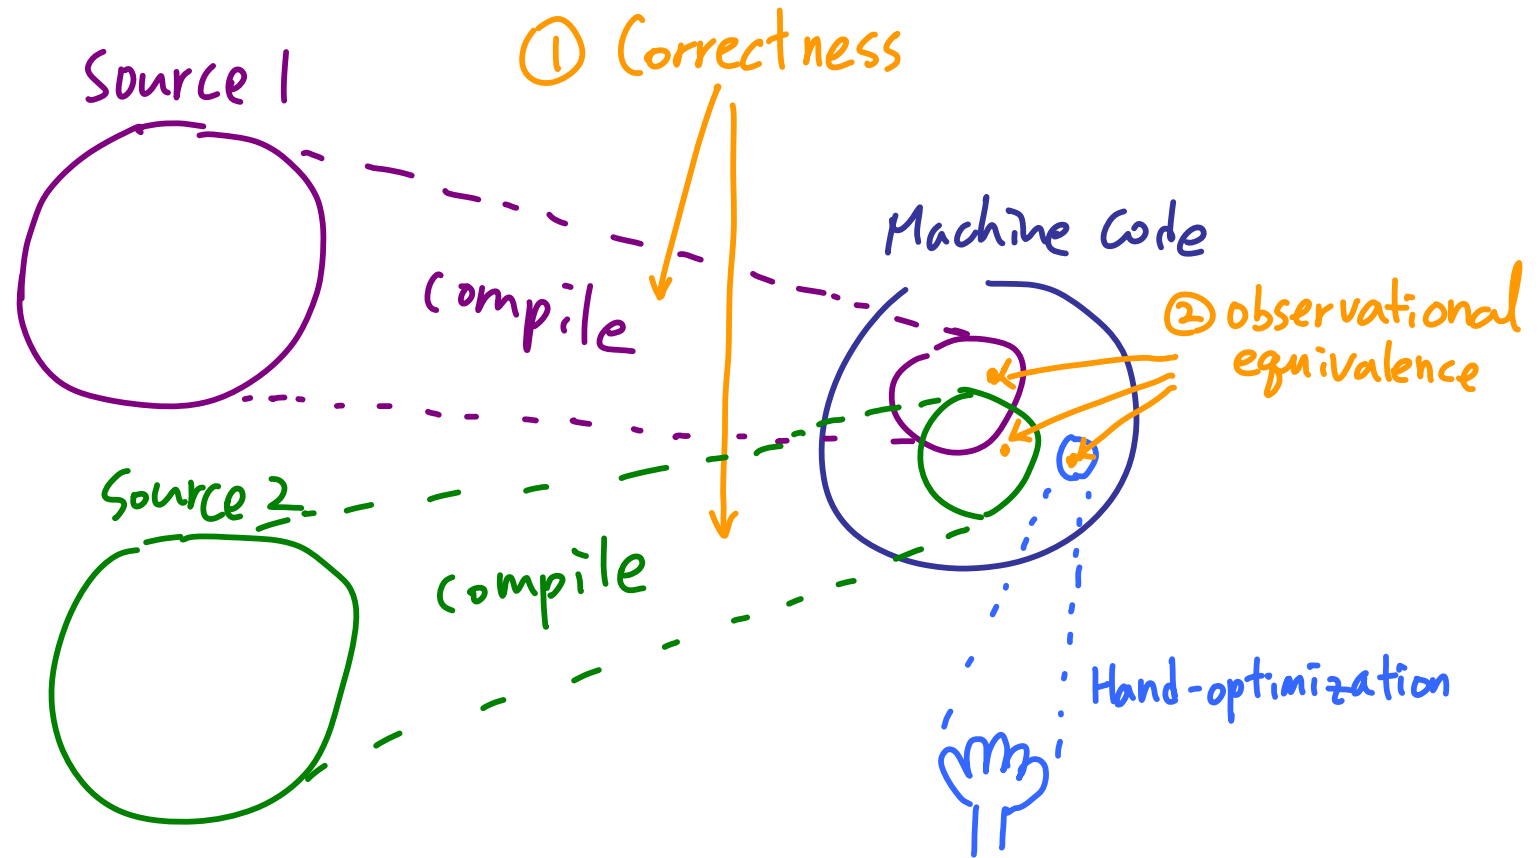 ① Correctness
Source 1
Machine Code
compile
② observational
equivalence
Source 2
compile
Hand-optimization